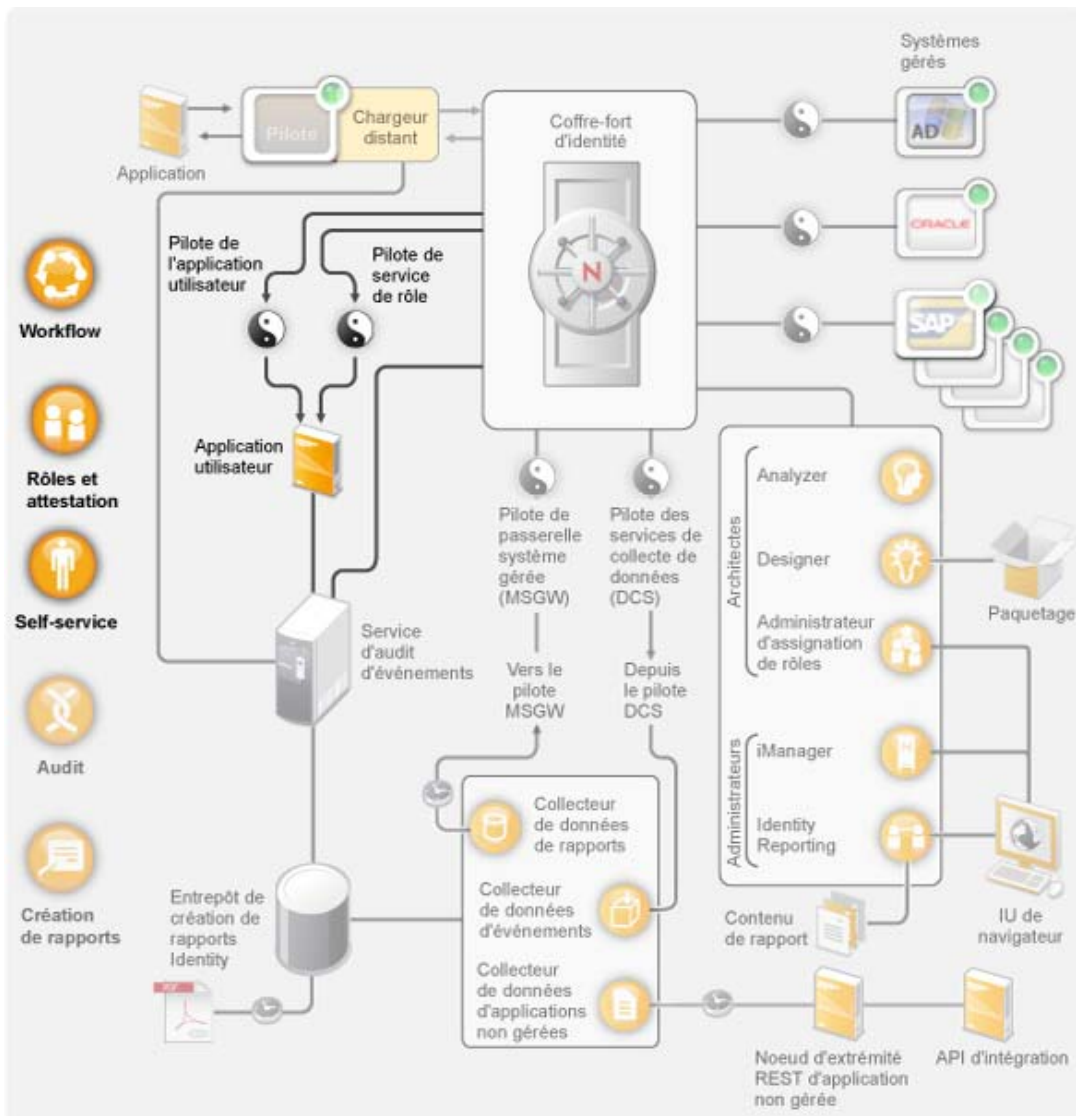 Systèmes
gérés
Pilote
Chargeur
distant
Coffre-fort
d'identité
N
AD
Application
ORACLE
Pilote de
l'application
utilisateur
Pilote de
service
de rôle
SAP
Workflow
Rôles et
attestation
Application
utilisateur
Self-service
Audit
Création
de rapports
Service
d'audit
d'événements
Pilote de
passerelle
système
gérée
(MSGW)
Pilote des
services de
collecte de
données
(DCS)
Vers le
pilote
MSGW
Depuis
le pilote
DCS
Architectes
Analyzer
Designer
Administrateur
d'assignation
de rôles
Paquetage
Administrateurs
iManager
Identity
Reporting
Contenu
de rapport
IU de
navigateur
Collecteur
de données
de rapports
Collecteur
de données
d'événements
Collecteur
de données
d'applications
non gérées
Entrepôt de
création de
rapports
Identity
Noeud d'extrémité
REST d'application
non gérée
API d'intégration